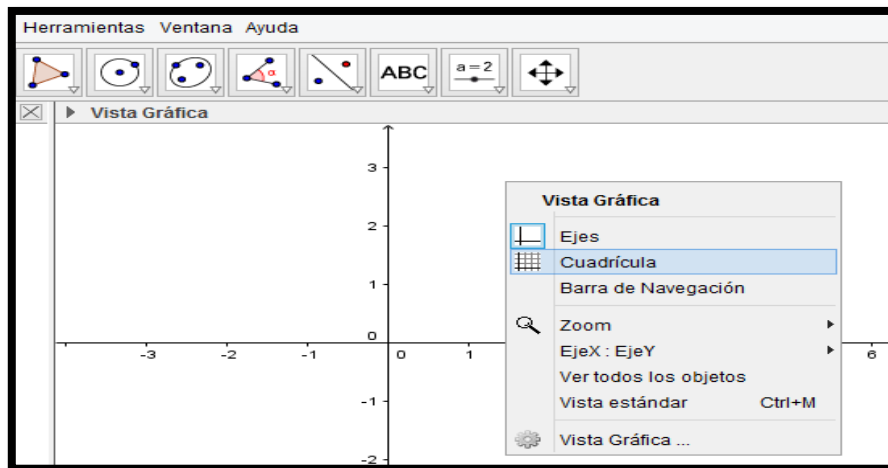 Herramientas Ventana Ayuda
α ABC a = 2
Vista Gráfica
3
2
1
0
-3 -2 -1 0 1 6
-1
-2
Vista Gráfica
Ejes
Cuadrícula
Barra de Navegación
Zoom
EjeX : EjeY
Ver todos los objetos
Vista estándar Ctrl+M
Vista Gráfica ...